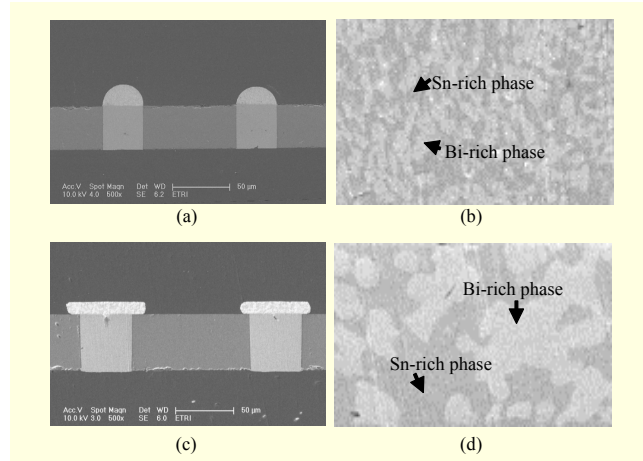 Sn-rich phase
Bi-rich phase
Acc.V Spot Magn Det WD 50 µm
10.0 kV 4.0 500x SE 6.2 ETRI
(a)
(b)
Bi-rich phase
Sn-rich phase
Acc.V Spot Magn Det WD 50 µm
10.0 kV 3.0 500x SE 6.0 ETRI
(c)
(d)